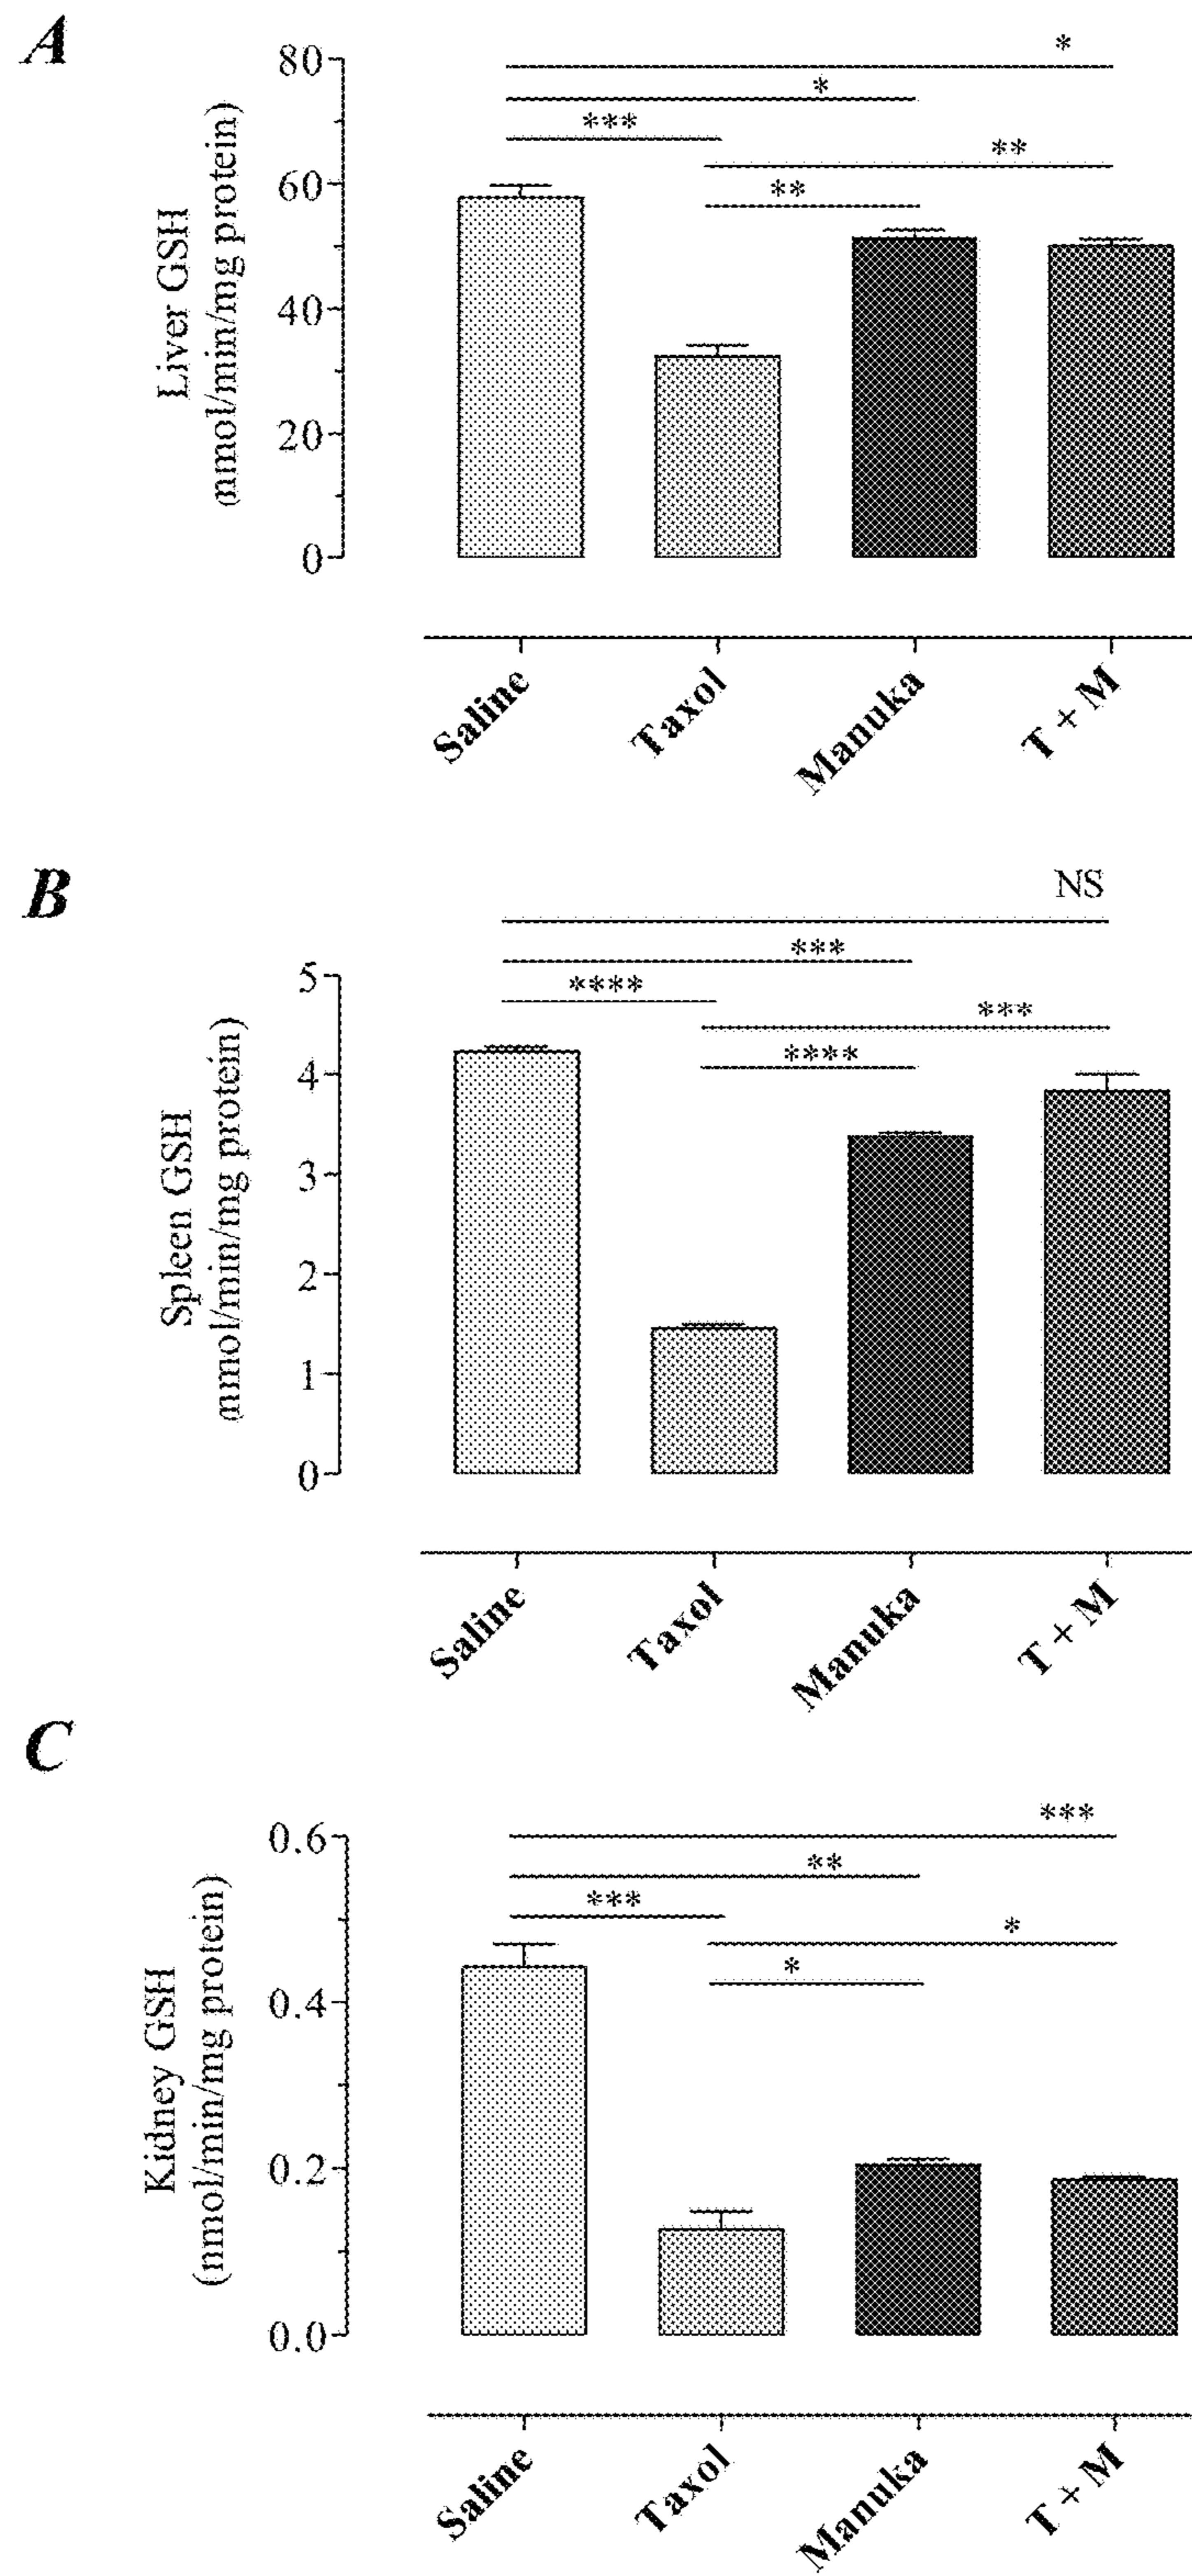 A
*
*
***
**
**
80
60
40
20
0
Liver GSH
(nmol/min/mg protein)
Saline
Taxol
Manuka
T + M
B
NS
***
****
***
****
5
4
3
2
1
0
Spleen GSH
(nmol/min/mg protein)
Saline
Taxol
Manuka
T + M
C
***
**
***
*
*
0.6
0.4
0.2
0.0
Kidney GSH
(nmol/min/mg protein)
Saline
Taxol
Manuka
T + M